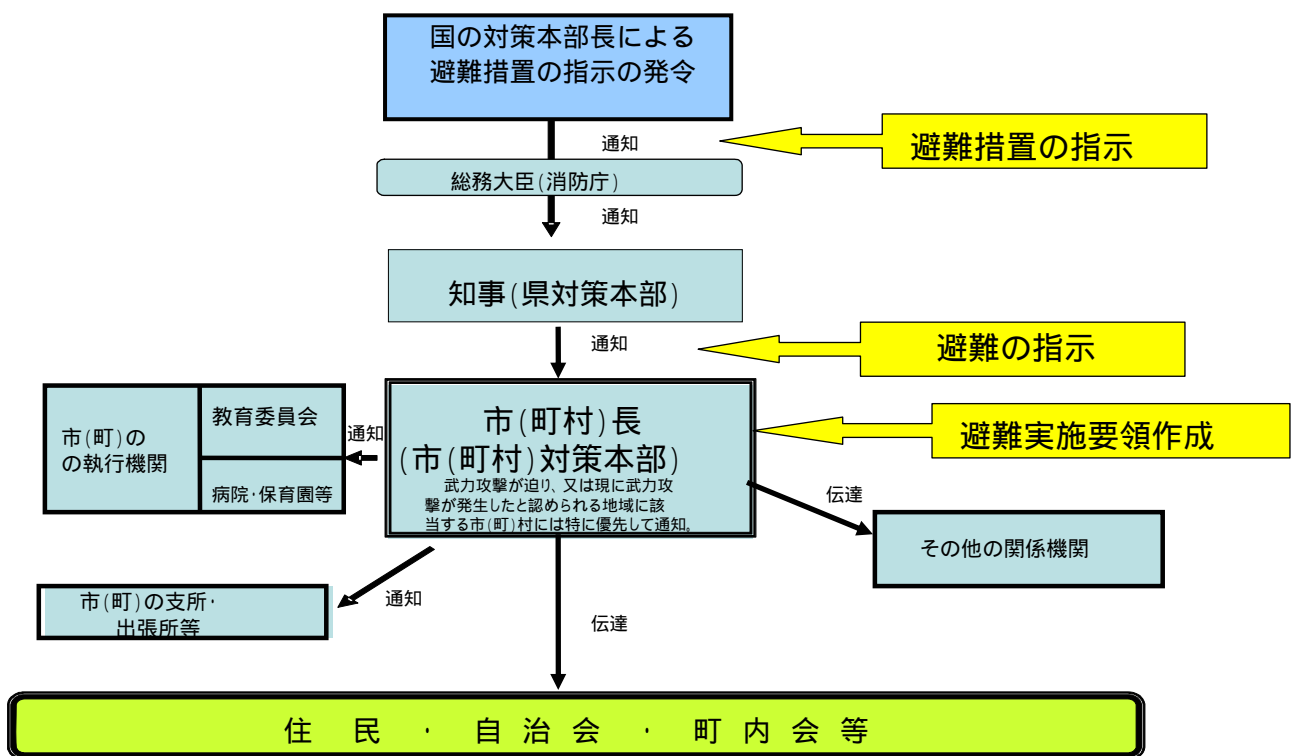 国の対策本部長による
避難措置の指示の発令
通知
避難措置の指示
総務大臣(消防庁)
通知
知事(県対策本部)
通知
避難の指示
市(町村)長
(市(町村)対策本部)
武力攻撃が迫り、又は現に武力攻
撃が発生したと認められる地域に該
当する市(町)村には特に優先して通知。
避難実施要領作成
市(町)の
の執行機関
教育委員会
病院・保育園等
通知
伝達
その他の関係機関
市(町)の支所・
出張所等
通知
伝達
住民・自治会・町内会等